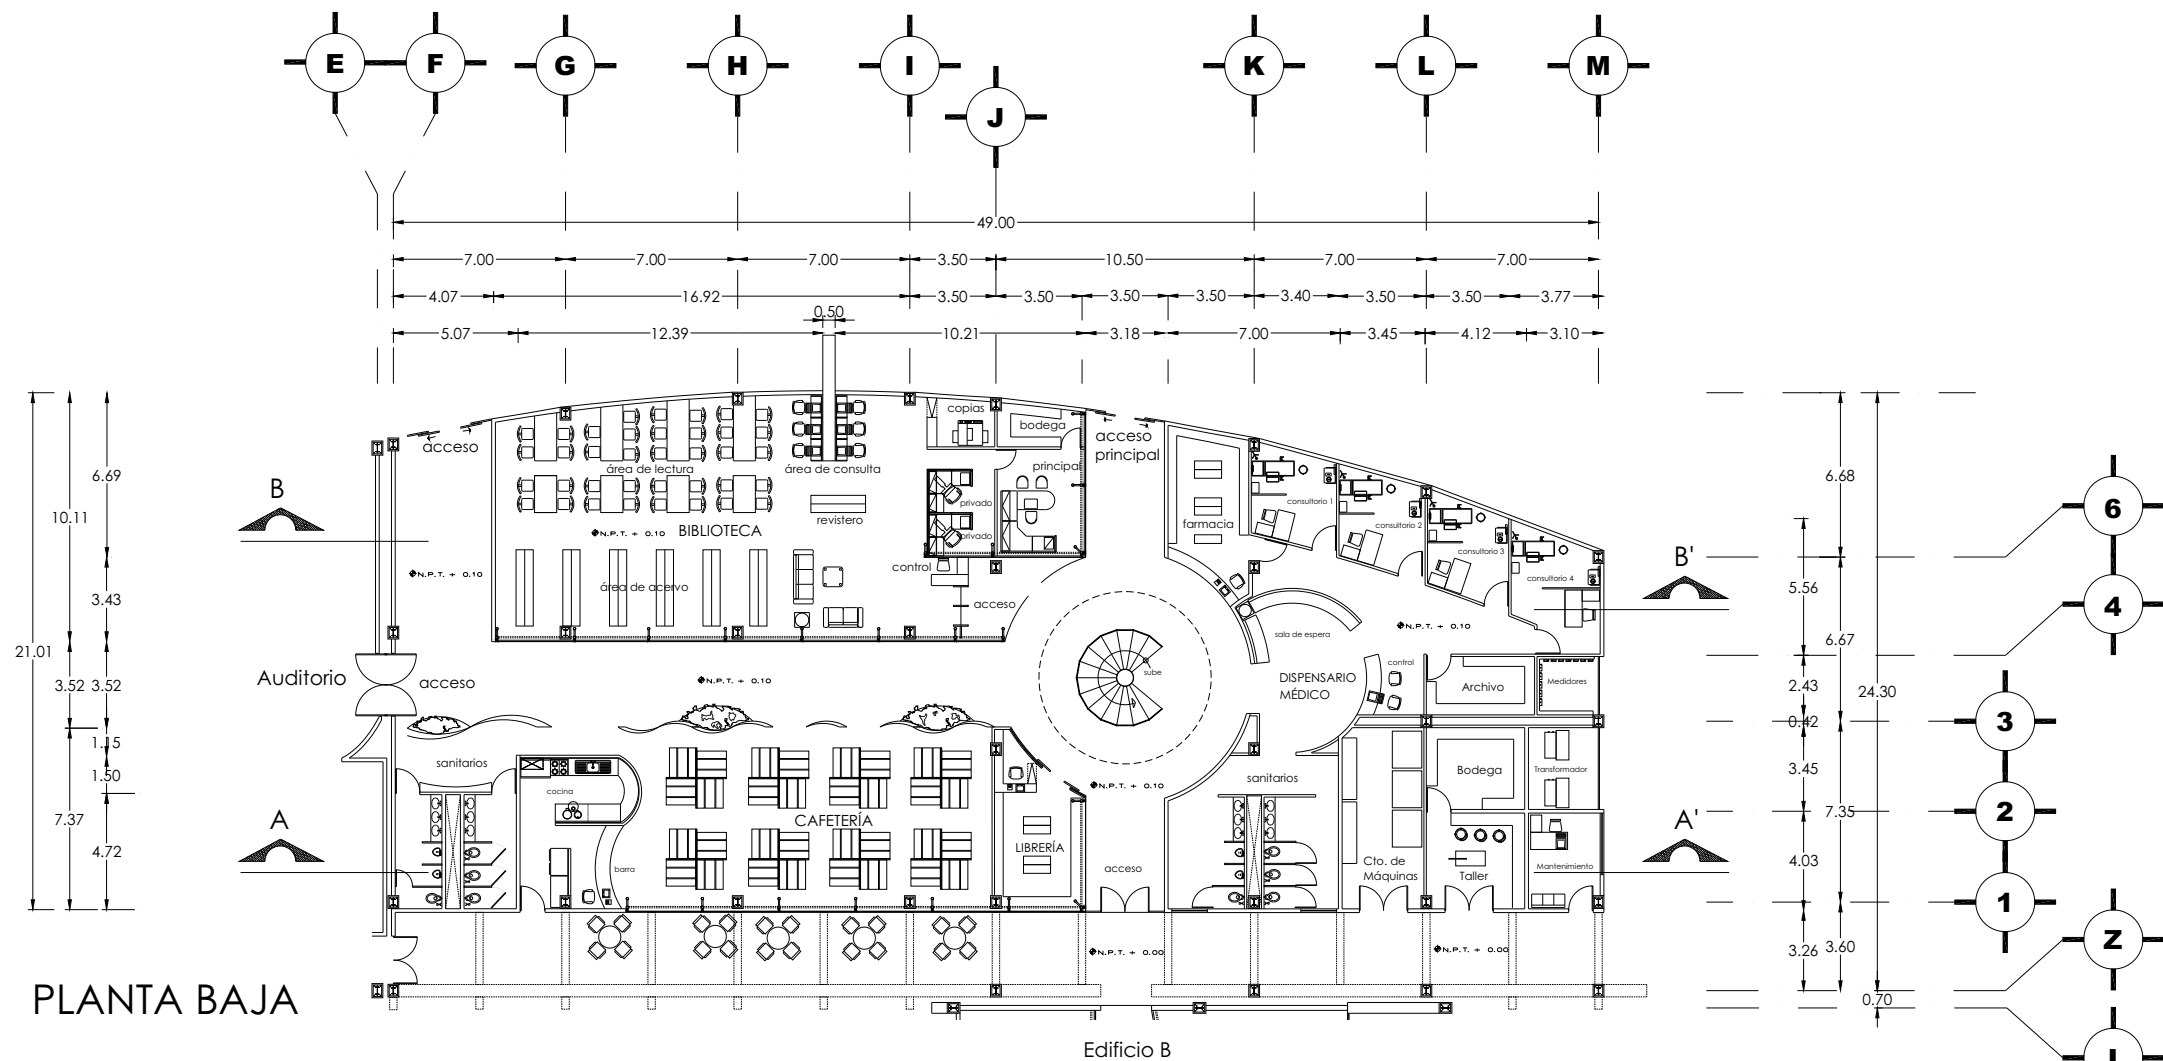 E F G H I K L M
J
49.00
7.00 7.00 7.00 3.50 10.50 7.00 7.00
4.07 16.92 3.50 3.50 3.50 3.50 3.40 3.50 3.50 3.77
0.50
5.07 12.39 10.21 3.18 7.00 3.45 4.12 3.10
copias
bodega
acceso
acceso
principal
área de lectura
área de consulta
principal
6.69
6.68
B
privado
consultorio 1
6
10.11
revistero
farmacia
consultorio 2
N.P.T. + 0.10
BIBLIOTECA
privado
consultorio 3
B'
control
N.P.T. + 0.10
consultorio 4
área de acervo
5.56
3.43
acceso
4
N.P.T. + 0.10
sala de espera
6.67
21.01
Auditorio
acceso
N.P.T. + 0.10
sube
control
DISPENSARIO
MÉDICO
Archivo
Medidores
3.52 3.52
2.43
24.30
0.42
3
1.15
sanitarios
1.50
cocina
sanitarios
Bodega
Transformador
3.45
N.P.T. + 0.10
7.37
A
CAFETERÍA
7.35
2
A'
4.72
LIBRERÍA
barra
acceso
Cto. de
Máquinas
Taller
Mantenimiento
4.03
1
N.P.T. + 0.00
N.P.T. + 0.00
3.26 3.60
Z
PLANTA BAJA
0.70
Edificio B